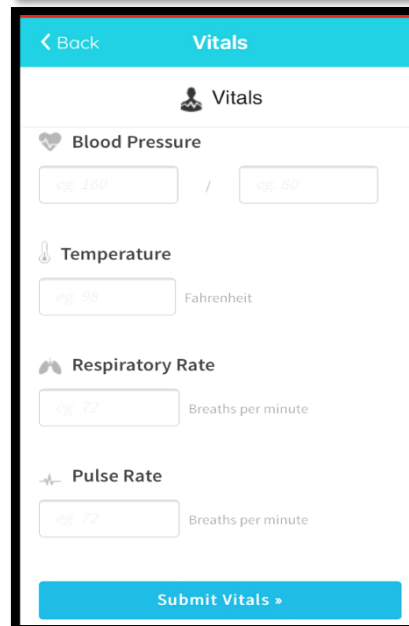 Back Vitals
Vitals
Blood Pressure
eg. 160 / eg. 80
Temperature
eg. 98 Fahrenheit
Respiratory Rate
eg. 72 Breaths per minute
Pulse Rate
eg. 72 Breaths per minute
Submit Vitals »